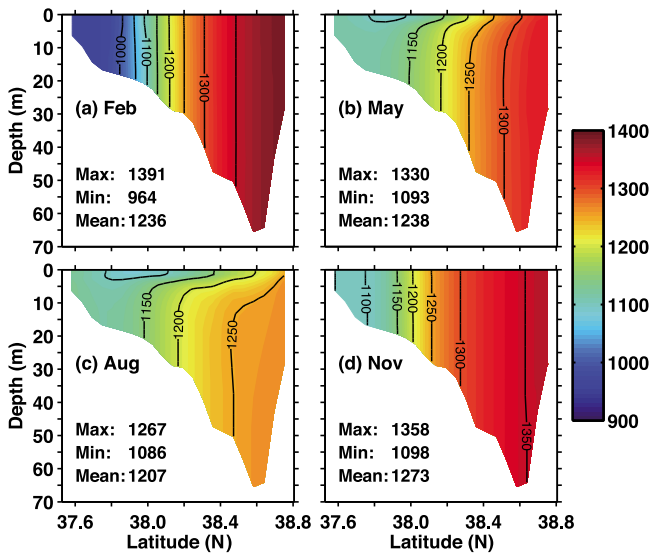 0
10
20
30
40
50
60
70
Depth (m)
1000
1100
1200
1300
(a) Feb
Max: 1391
Min: 964
Mean: 1236
1150
1200
1250
1300
(b) May
Max: 1330
Min: 1093
Mean: 1238
0
10
20
30
40
50
60
70
Depth (m)
1150
1200
1250
(c) Aug
Max: 1267
Min: 1086
Mean: 1207
37.6 38.0 38.4 38.8
Latitude (N)
1100
1150
1200
1250
1300
1350
(d) Nov
Max: 1358
Min: 1098
Mean: 1273
37.6 38.0 38.4 38.8
Latitude (N)
1400
1300
1200
1100
1000
900